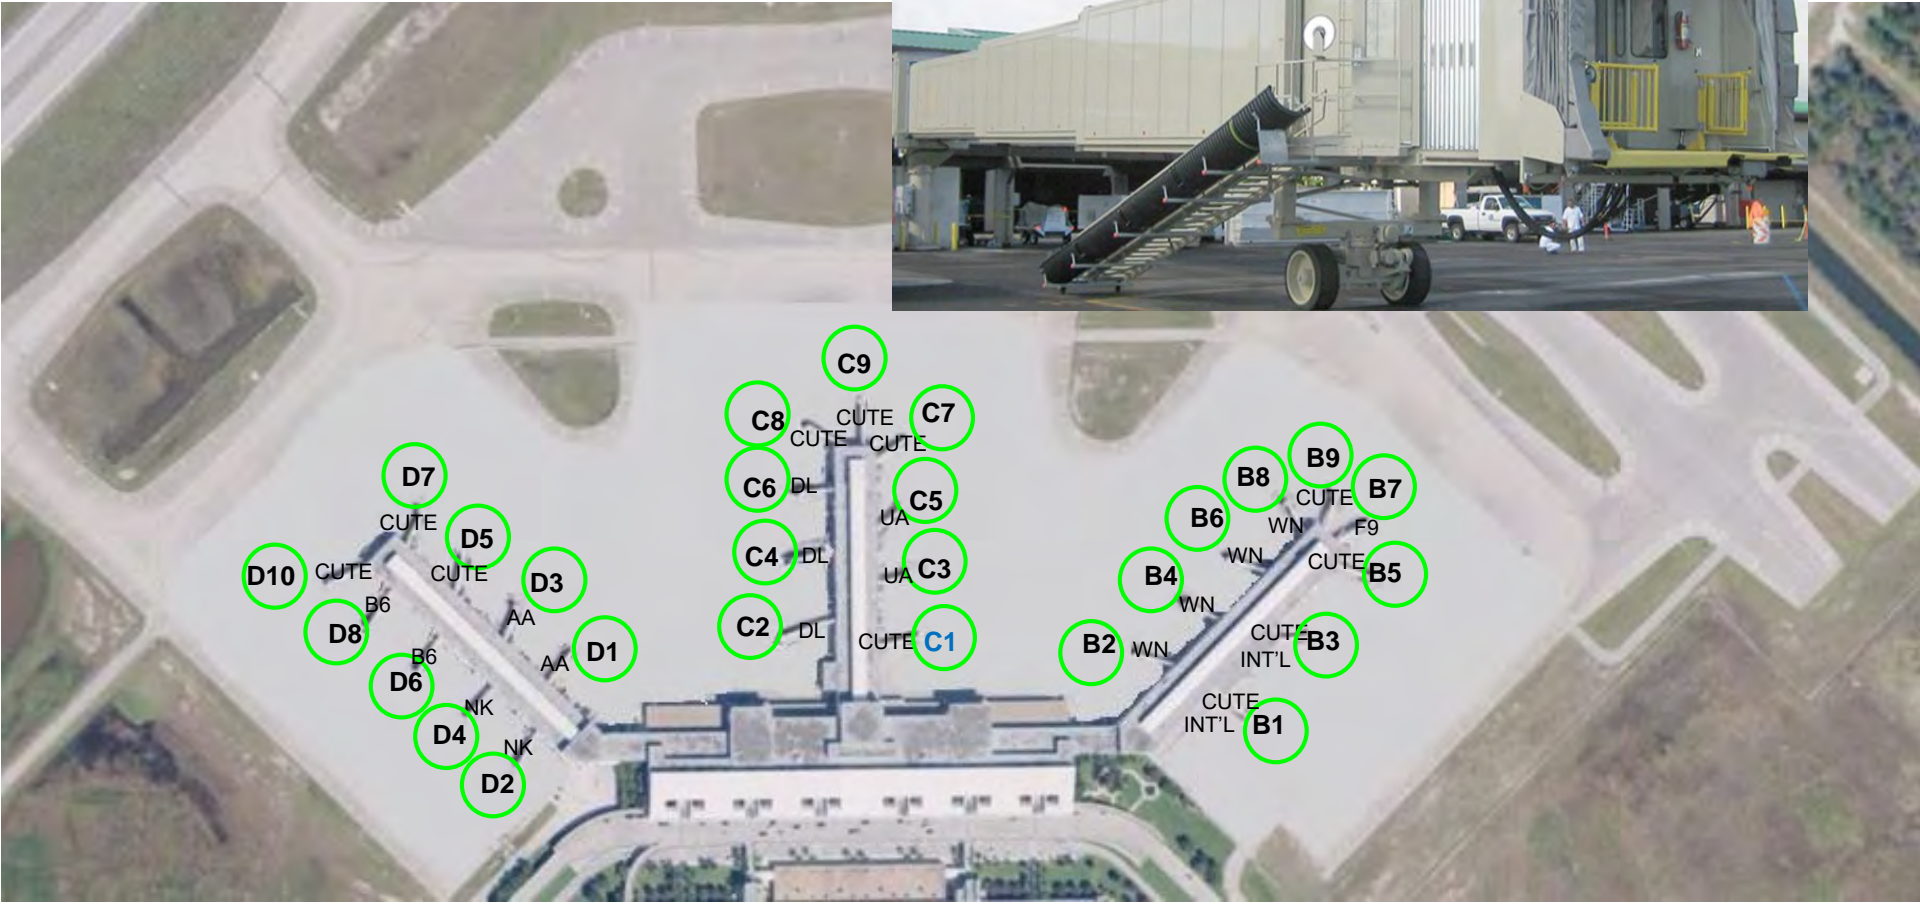 C9
C8
CUTE
C7
CUTE
CUTE
C6
DL
C5
UA
C4
DL
C3
UA
C2
DL
CUTE
C1
D7
CUTE
D5
CUTE
D10
CUTE
D3
AA
B6
D8
D1
AA
B6
D6
NK
D4
NK
D2
B9
B8
CUTE
B7
WN
F9
B6
WN
CUTE
B5
B4
WN
CUTE
B3
INT'L
B2
WN
CUTE
INT'L
B1